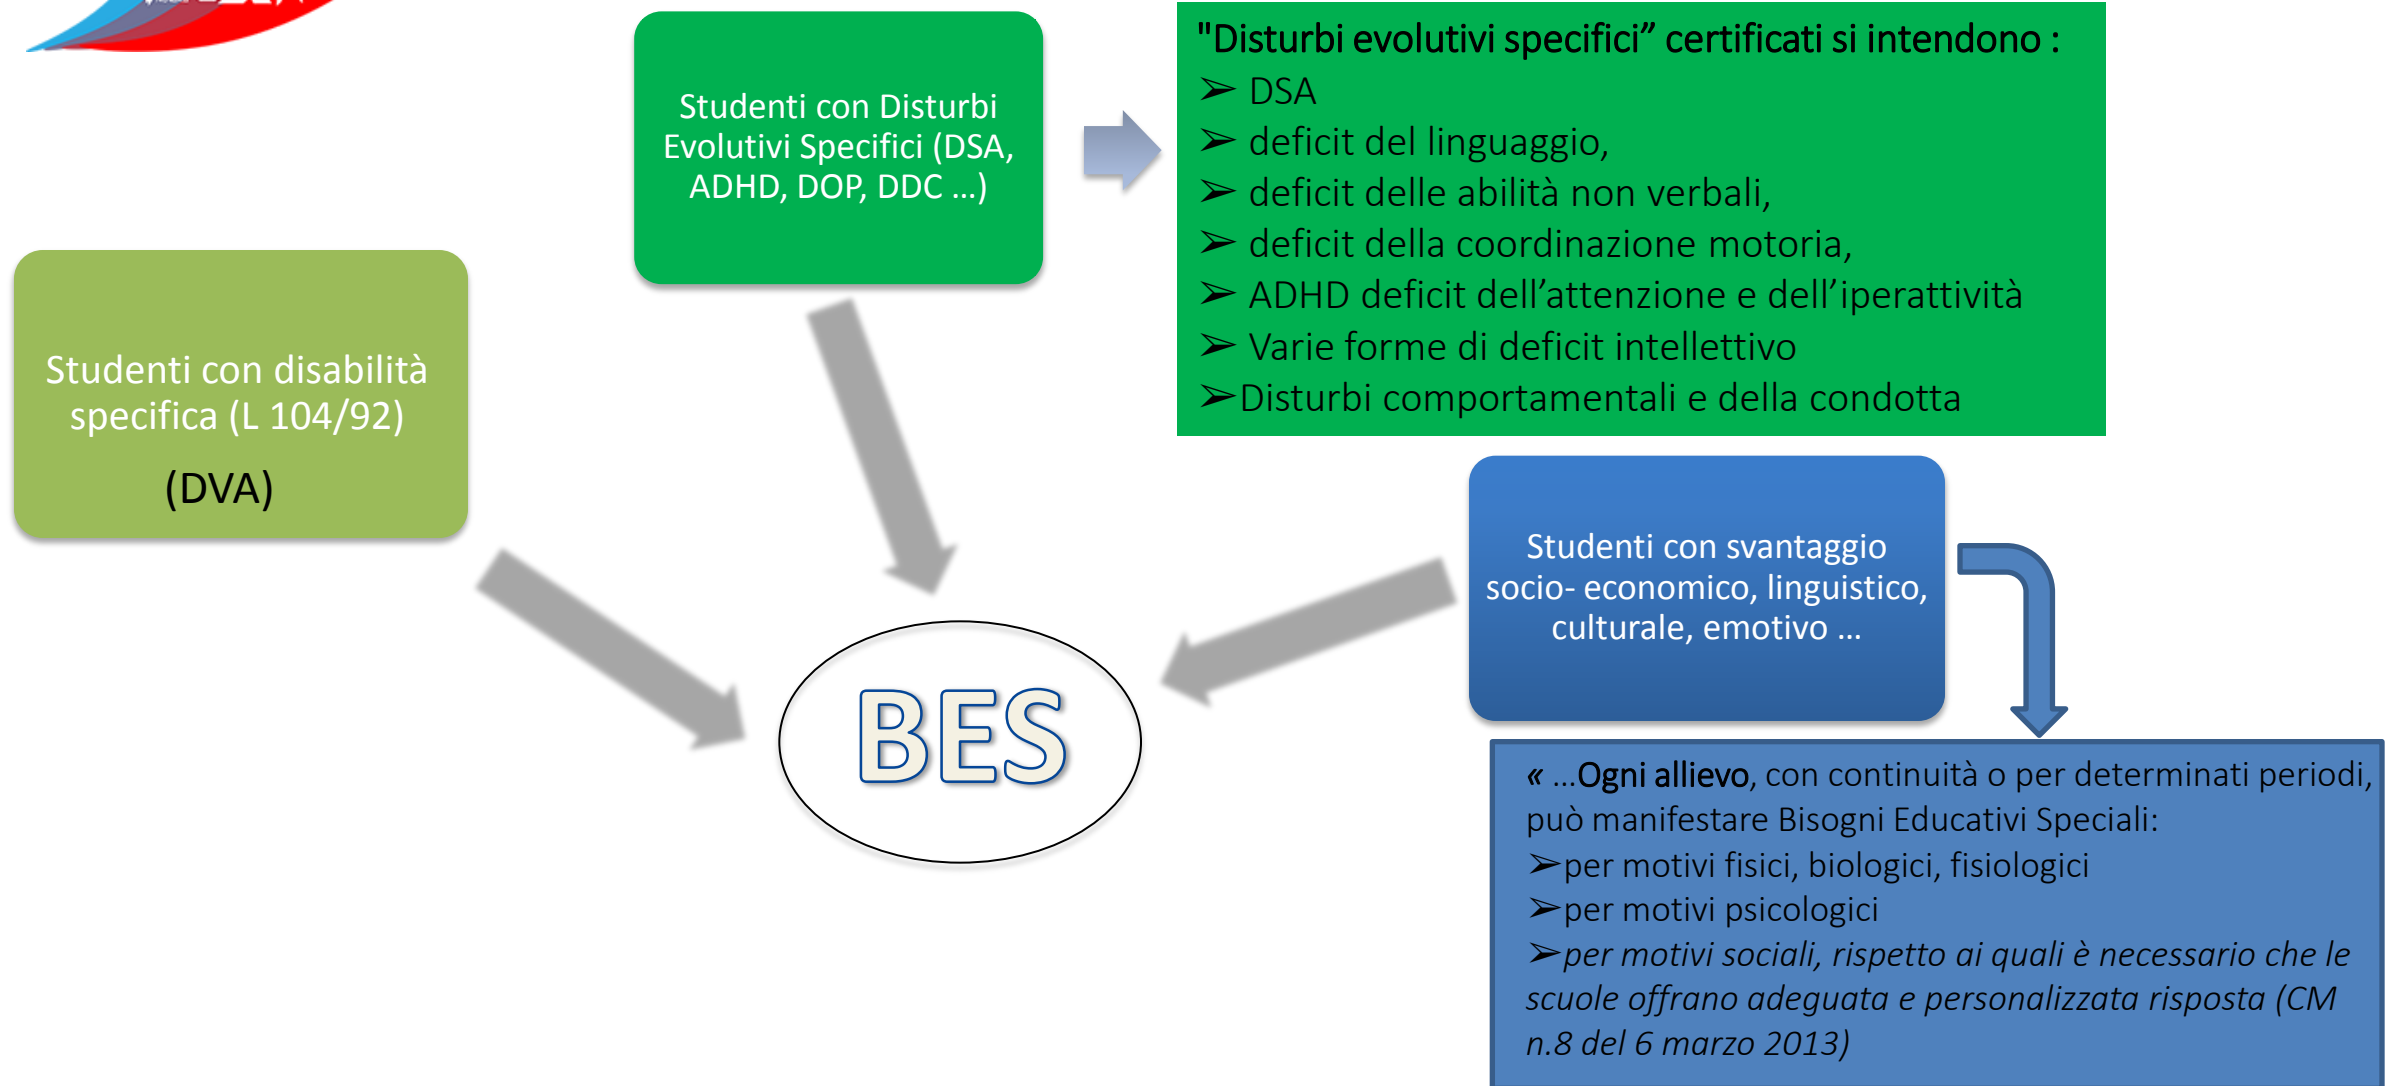 Studenti con Disturbi
Evolutivi Specifici (DSA,
ADHD, DOP, DDC ...)
"Disturbi evolutivi specifici” certificati si intendono :
➢ DSA
➢ deficit del linguaggio,
➢ deficit delle abilità non verbali,
➢ deficit della coordinazione motoria,
➢ ADHD deficit dell’attenzione e dell’iperattività
➢ Varie forme di deficit intellettivo
➢Disturbi comportamentali e della condotta
Studenti con disabilità
specifica (L 104/92)
(DVA)
Studenti con svantaggio
socio- economico, linguistico,
culturale, emotivo ...
BES
« ...Ogni allievo, con continuità o per determinati periodi,
può manifestare Bisogni Educativi Speciali:
➢per motivi fisici, biologici, fisiologici
➢per motivi psicologici
➢per motivi sociali, rispetto ai quali è necessario che le
scuole offrano adeguata e personalizzata risposta (CM
n.8 del 6 marzo 2013)